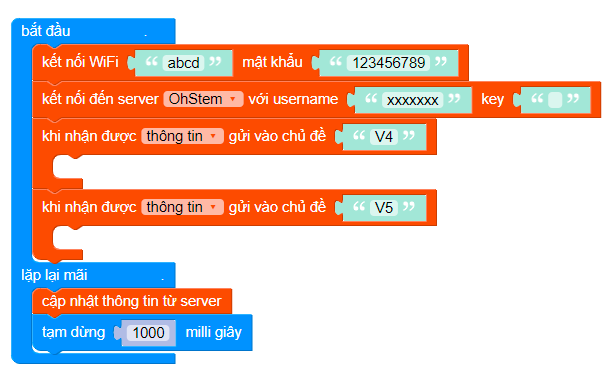 bắt đầu .
kết nối WiFi “ abcd ” mật khẩu “ 123456789 ”
kết nối đến server OhStem ▾ với username “ xxxxxxx ” key “ ”
khi nhận được thông tin ▾ gửi vào chủ đề “ V4 ”
khi nhận được thông tin ▾ gửi vào chủ đề “ V5 ”
lặp lại mãi .
cập nhật thông tin từ server
tạm dừng 1000 milli giây